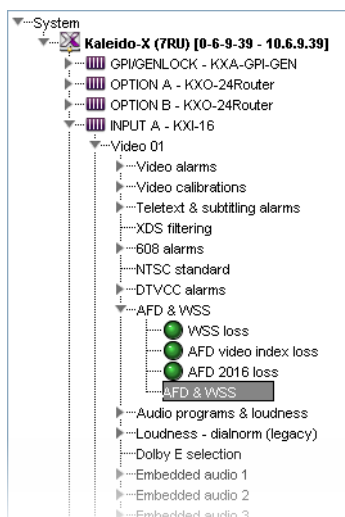 System
Kaleido-X (7RU) [0-6-9-39 - 10.6.9.39]
GPI/GENLOCK - KXA-GPI-GEN
OPTION A - KXO-24Router
OPTION B - KXO-24Router
INPUT A - KXI-16
Video 01
Video alarms
Video calibrations
Teletext & subtitling alarms
XDS filtering
608 alarms
NTSC standard
DTVCC alarms
AFD & WSS
WSS loss
AFD video index loss
AFD 2016 loss
AFD & WSS
Audio programs & loudness
Loudness - dialnorm (legacy)
Dolby E selection
Embedded audio 1
Embedded audio 2
Embedded audio 3